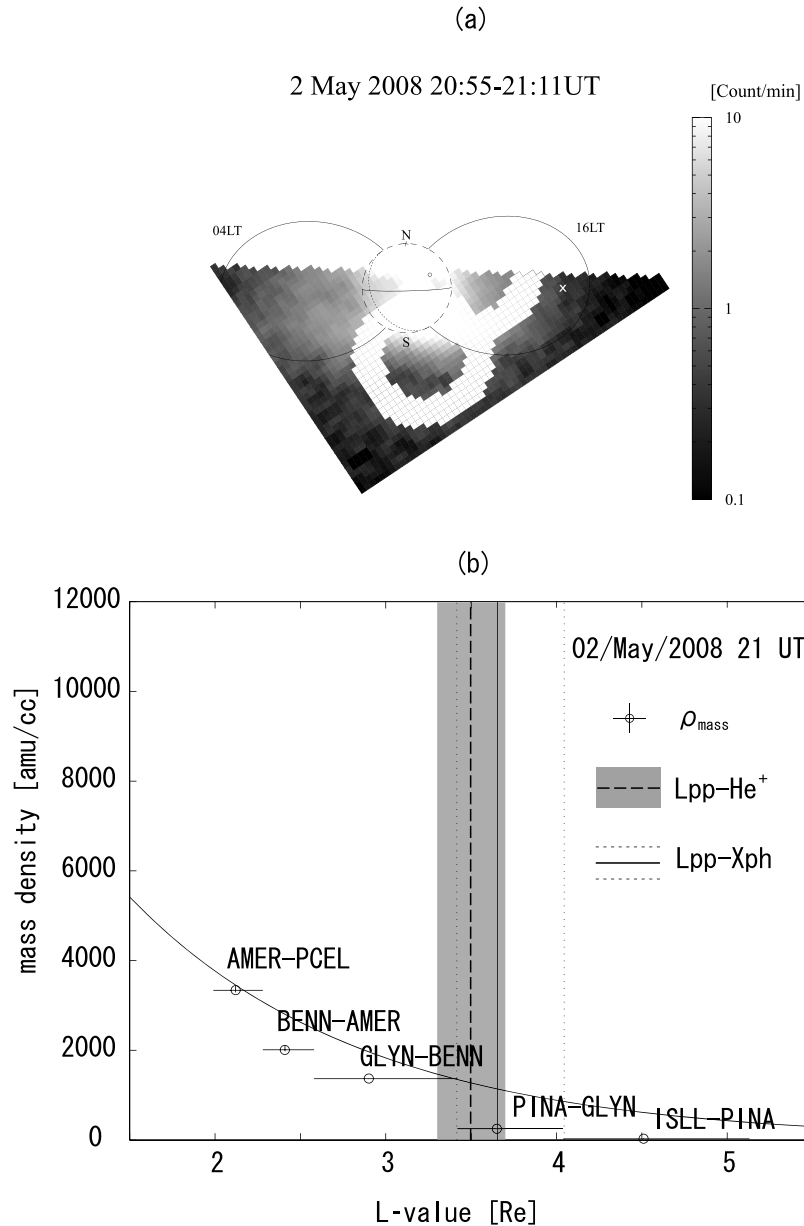 (a)
2 May 2008 20:55-21:11UT
[Count/min]
10
04LT
16LT
N
x
1
S
0.1
(b)
12000
02/May/2008 21 UT
10000
ρmass
8000
Lpp-He+
6000
Lpp-Xph
4000
AMER-PCEL
BENN-AMER
2000
GLYN-BENN
PINA-GLYN
ISLL-PINA
0
2
3
4
5
mass density [amu/cc]
L-value [Re]